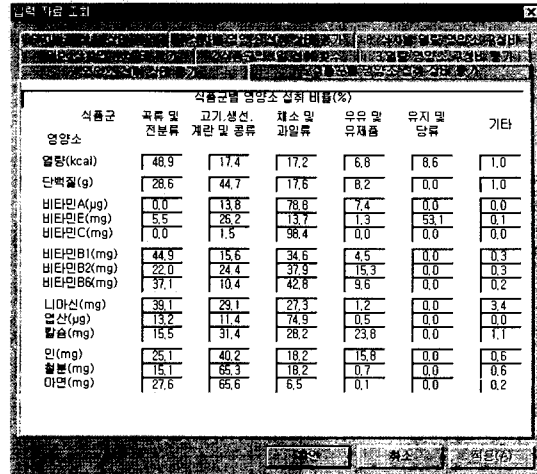 입력 자료 조회
식품군별 영양소 섭취 비율(%)
식품군 곡류 및 고기,생선, 채소 및 우유 및 유지 및 기타
전분류 계란 및 콩류 과일류 유제품 당류
영양소
열량(kcal) 48,9 17,4 17,2 6,8 8,6 1,0
단백질(g) 28,6 44,7 17,6 8,2 0,0 1,0
비타민A(μg) 0,0 13,8 78,8 7,4 0,0 0,0
비타민E(mg) 5,5 26,2 13,7 1,3 53,1 0,1
비타민C(mg) 0,0 1,5 98,4 0,0 0,0 0,0
비타민B1(mg) 44,9 15,6 34,6 4,5 0,0 0,3
비타민B2(mg) 22,0 24,4 37,9 15,3 0,0 0,3
비타민B6(mg) 37,1 10,4 42,8 9,6 0,0 0,2
니아신(mg) 39,1 29,1 27,3 1,2 0,0 3,4
엽산(μg) 13,2 11,4 74,9 0,5 0,0 0,0
칼슘(mg) 15,5 31,4 28,2 23,8 0,0 1,1
인(mg) 25,1 40,2 18,2 15,8 0,0 0,6
철분(mg) 15,1 65,3 18,2 0,7 0,0 0,6
아연(mg) 27,6 65,6 6,5 0,1 0,0 0,2
취소 적용(A)